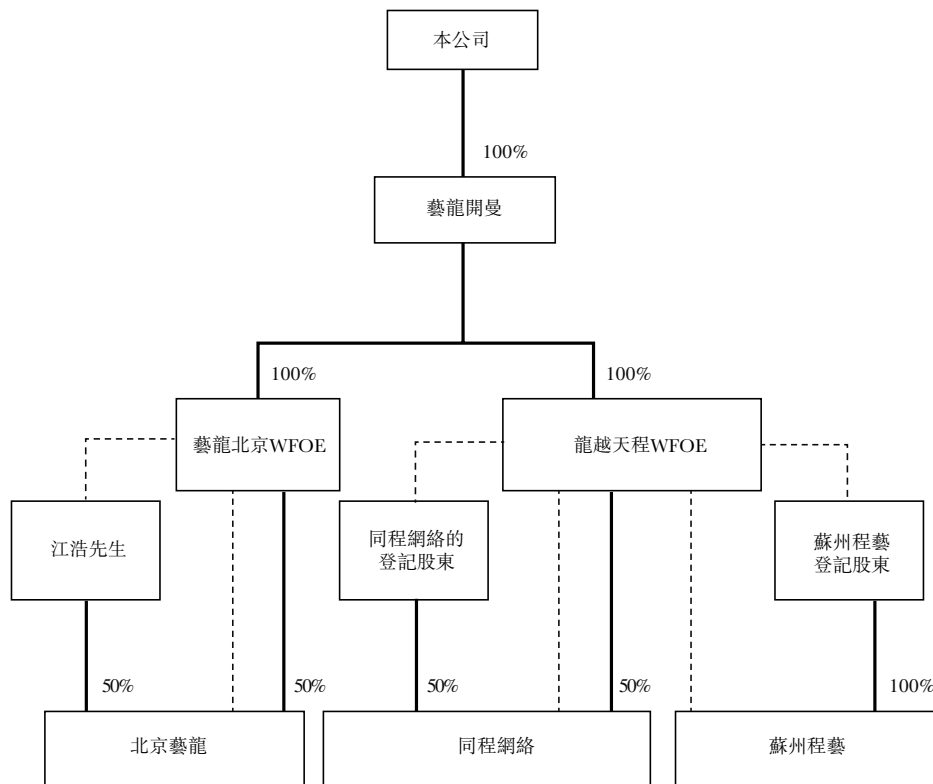 本公司
100%
藝龍開曼
100%
100%
藝龍北京WFOE
龍越天程WFOE
江浩先生
同程網絡的
登記股東
蘇州程藝
登記股東
50%
50%
50%
50%
100%
北京藝龍
同程網絡
蘇州程藝